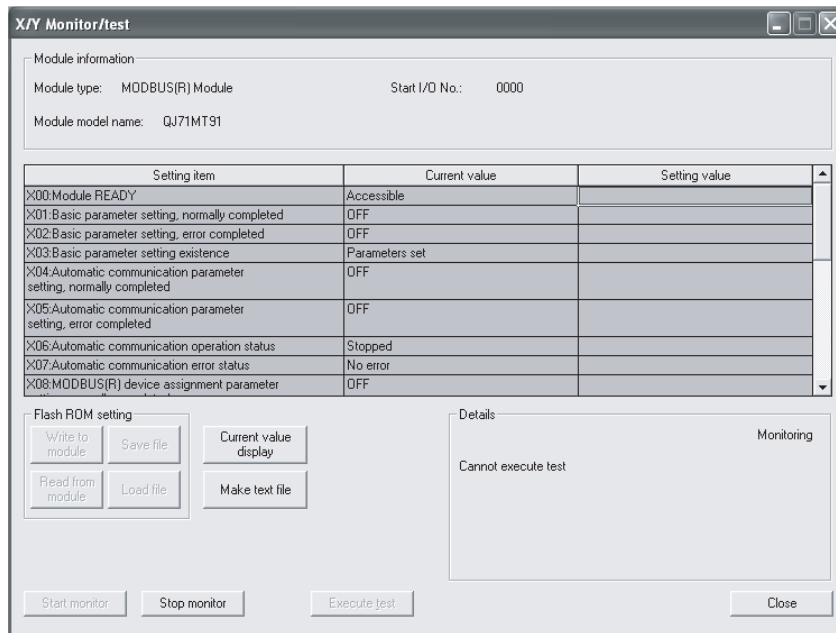 X/Y Monitor/test
Module information
Module type: MODBUS(R) Module Start I/O No.: 0000
Module model name: QJ71MT91
Setting item Current value Setting value
X00:Module READY Accessible
X01:Basic parameter setting, normally completed OFF
X02:Basic parameter setting, error completed OFF
X03:Basic parameter setting existence Parameters set
X04:Automatic communication parameter OFF
setting, normally completed
X05:Automatic communication parameter OFF
setting, error completed
X06:Automatic communication operation status Stopped
X07:Automatic communication error status No error
X08:MODBUS(R) device assignment parameter OFF
Flash ROM setting
Write to
module
Save file
Current value
display
Read from
module
Load file
Make text file
Details
Monitoring
Cannot execute test
Start monitor Stop monitor Execute test Close